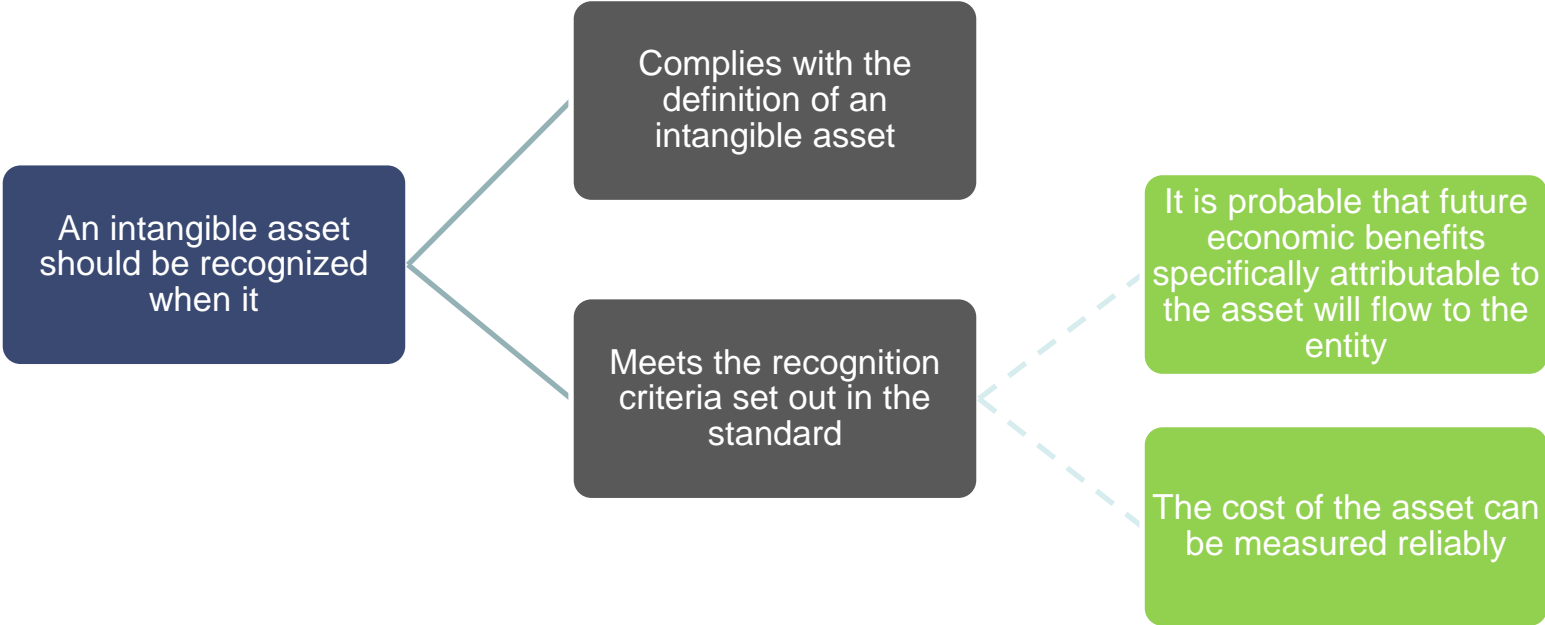 An intangible asset
should be recognized
when it
Complies with the
definition of an
intangible asset
Meets the recognition
criteria set out in the
standard
It is probable that future
economic benefits
specifically attributable to
the asset will flow to the
entity
The cost of the asset can
be measured reliably